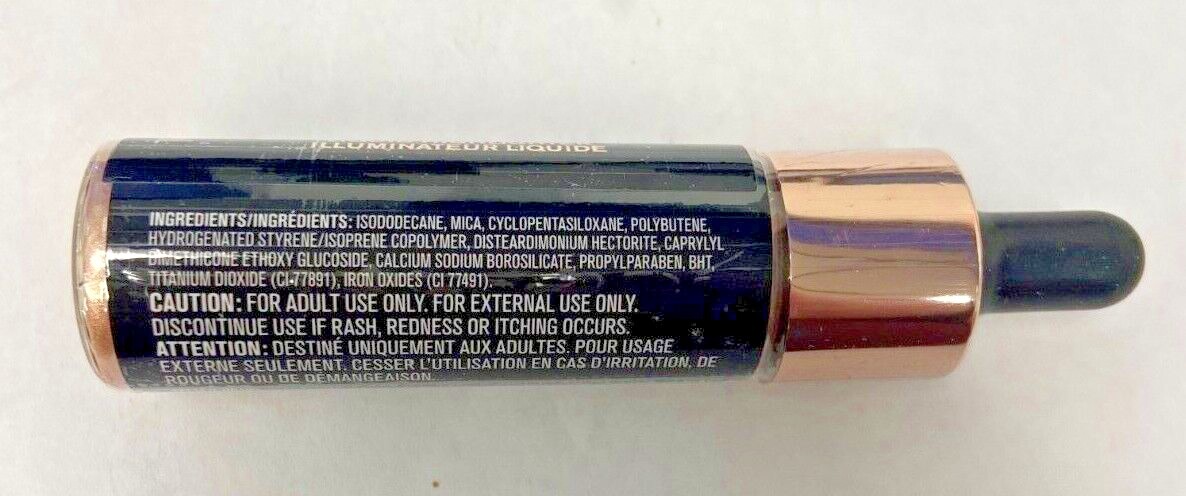 ILLUMINATEUR LIQUIDE
INGREDIENTS/INGRÉDIENTS: ISODODECANE, MICA, CYCLOPENTASILOXANE, POLYBUTENE,
HYDROGENATED STYRENE/ISOPRENE COPOLYMER, DISTEARDIMONIUM HECTORITE, CAPRYLYL
DIMETHICONE ETHOXY GLUCOSIDE, CALCIUM SODIUM BOROSILICATE, PROPYLPARABEN, BHT,
TITANIUM DIOXIDE (CI 77891), IRON OXIDES (CI 77491).
CAUTION: FOR ADULT USE ONLY. FOR EXTERNAL USE ONLY.
DISCONTINUE USE IF RASH, REDNESS OR ITCHING OCCURS.
ATTENTION: DESTINÉ UNIQUEMENT AUX ADULTES. POUR USAGE
EXTERNE SEULEMENT. CESSER L'UTILISATION EN CAS D'IRRITATION, DE
ROUGEUR OU DE DÉMANGEAISON.